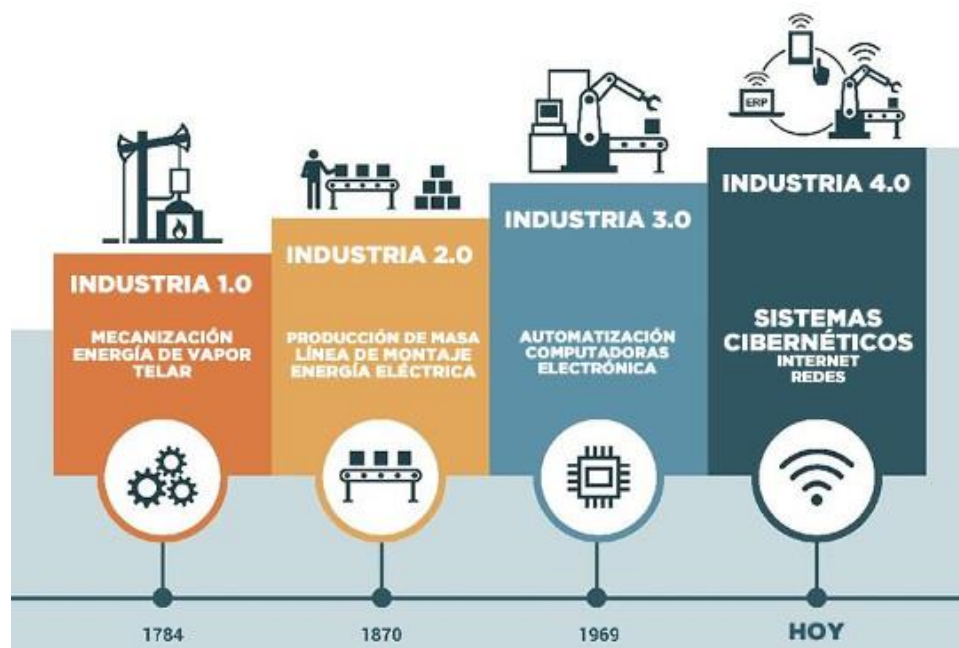 ERP
INDUSTRIA 1.0
MECANIZACIÓN
ENERGÍA DE VAPOR
TELAR
INDUSTRIA 2.0
PRODUCCIÓN DE MASA
LÍNEA DE MONTAJE
ENERGÍA ELÉCTRICA
INDUSTRIA 3.0
AUTOMATIZACIÓN
COMPUTADORAS
ELECTRÓNICA
INDUSTRIA 4.0
SISTEMAS
CIBERNÉTICOS
INTERNET
REDES
1784
1870
1969
HOY